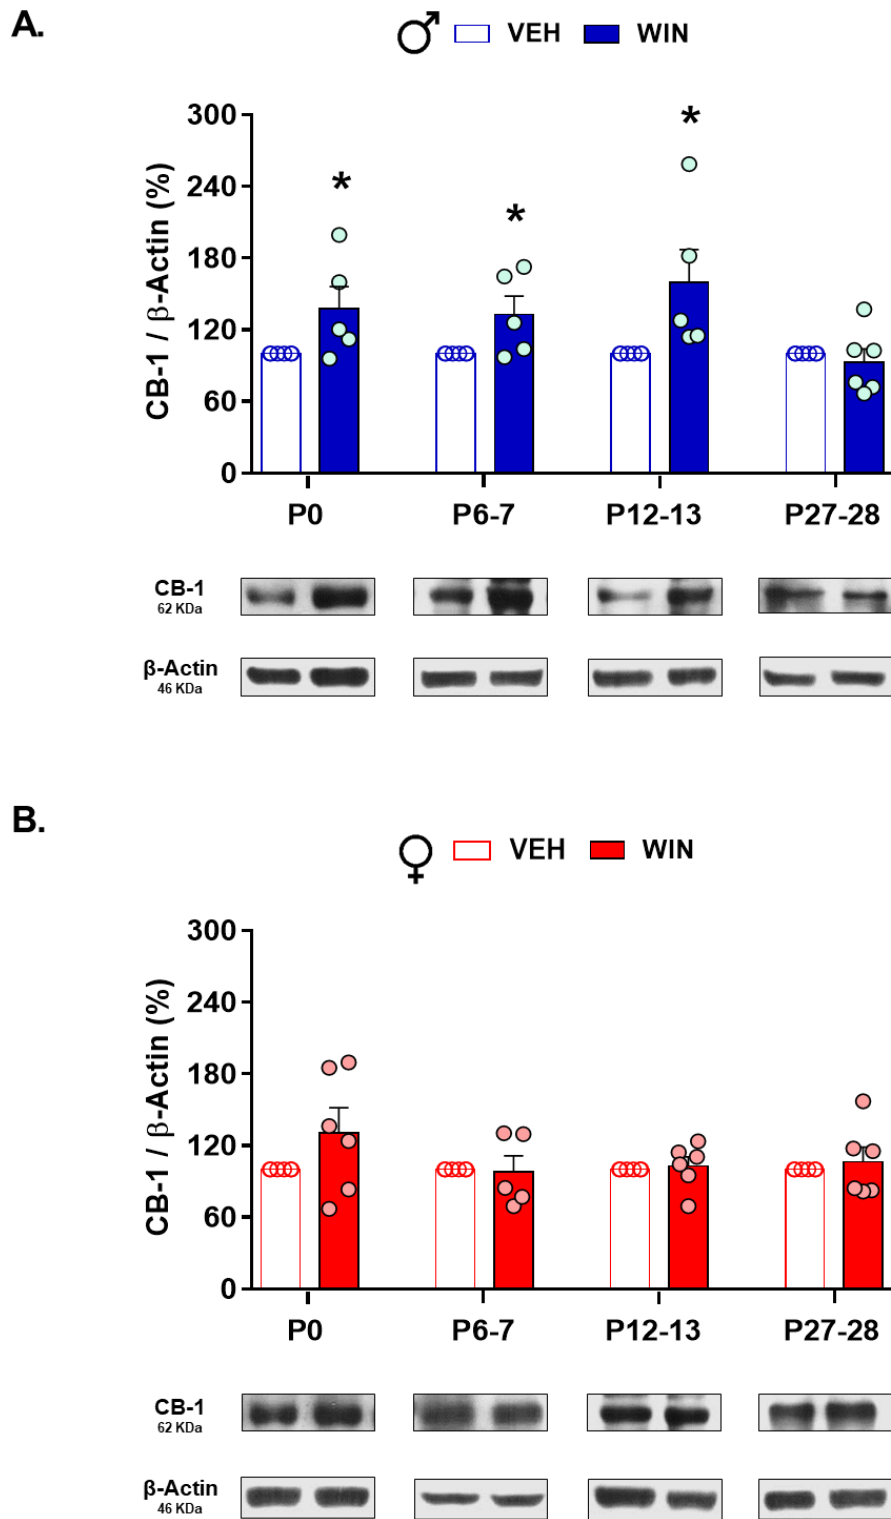 A.
♂ VEH WIN
CB-1 / β-Actin (%)
300
*
240
*
*
180
120
60
0
P0 P6-7 P12-13 P27-28
CB-1
62 KDa
β-Actin
46 KDa
B.
♀ VEH WIN
CB-1 / β-Actin (%)
300
240
180
120
60
0
P0 P6-7 P12-13 P27-28
CB-1
62 KDa
β-Actin
46 KDa